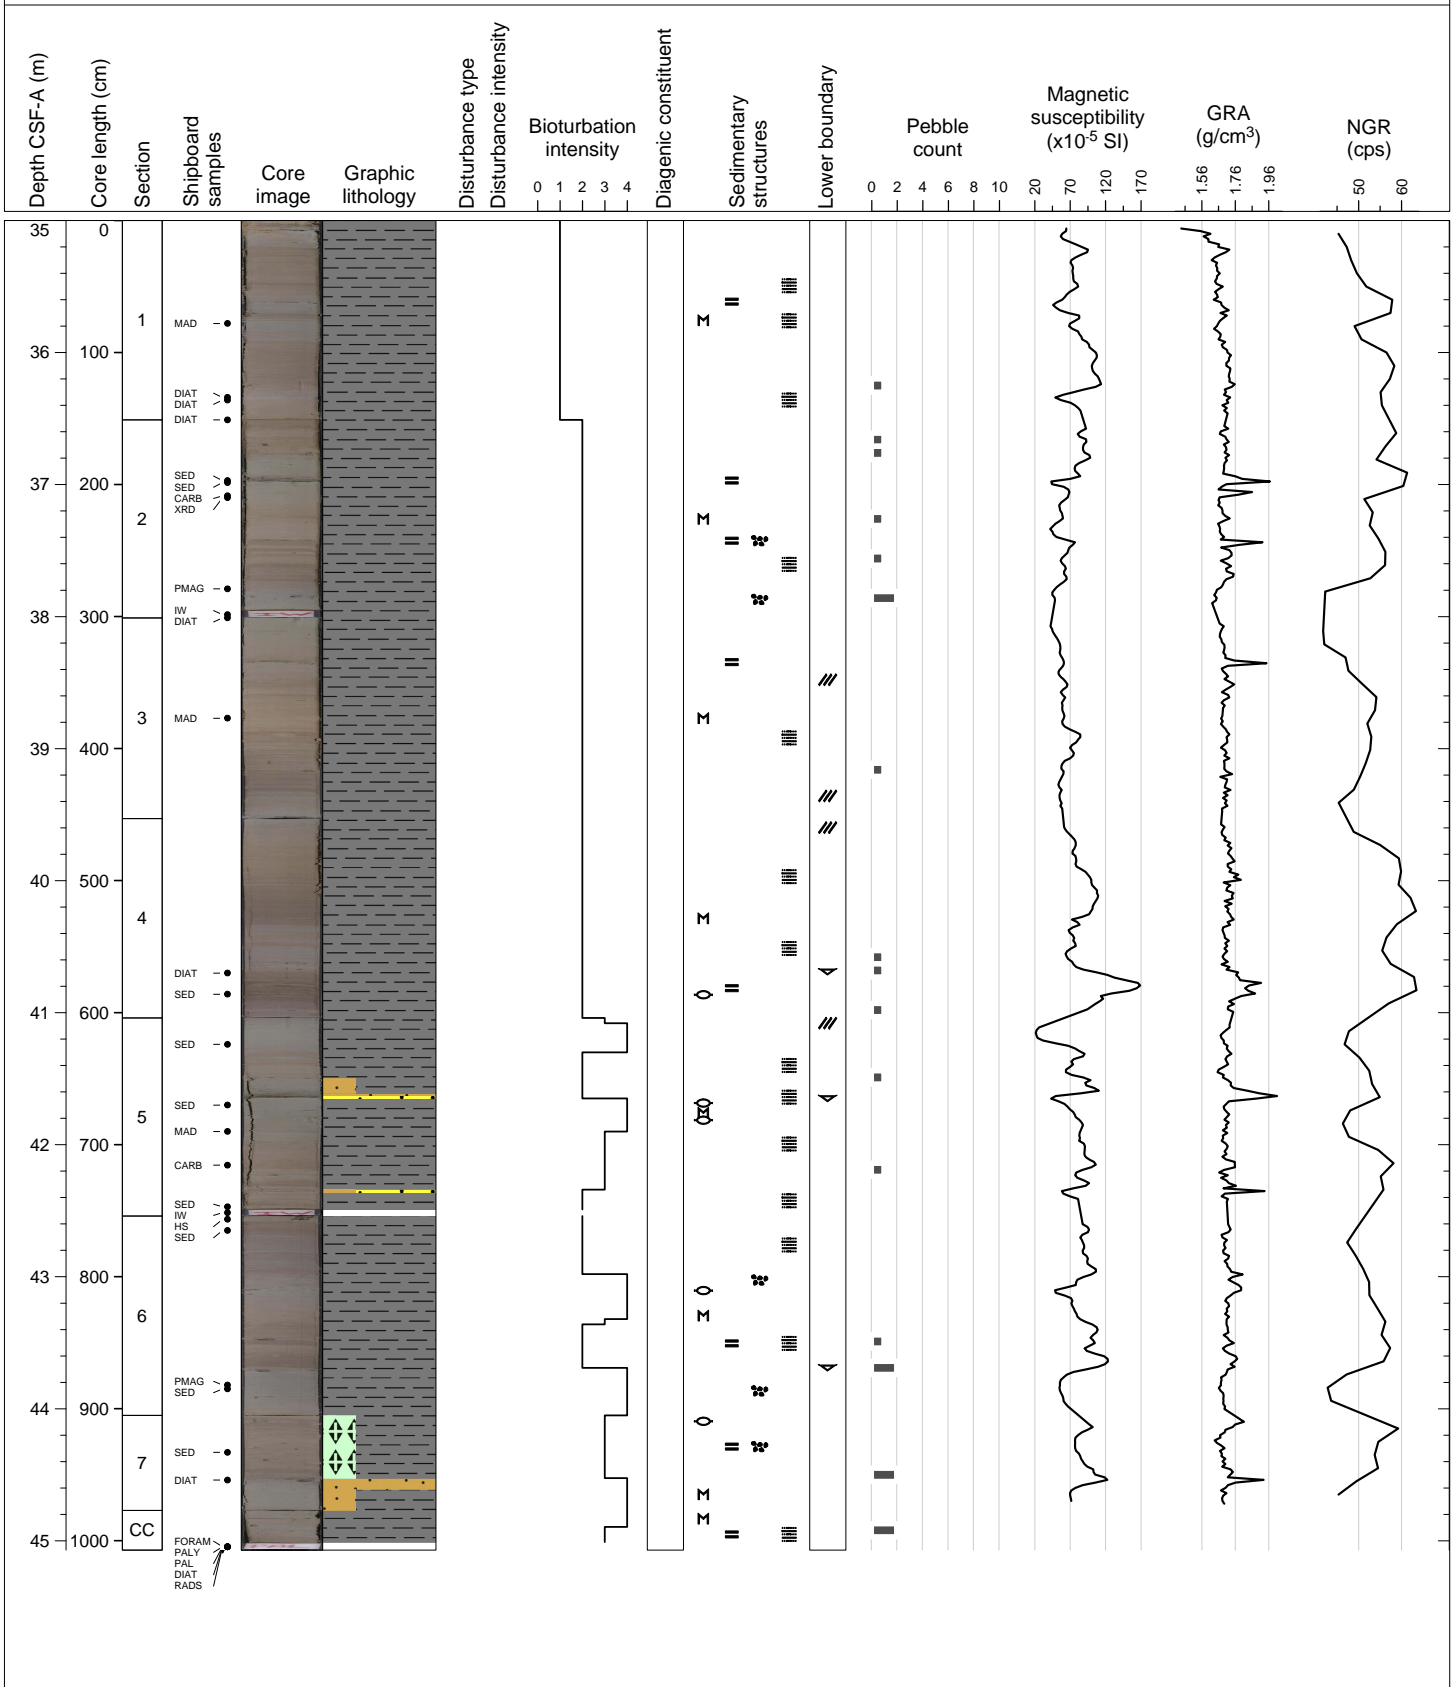 Depth CSF-A (m)
Core length (cm)
Section
Shipboard
samples
Core
image
Graphic
lithology
Disturbance type
Disturbance intensity
Bioturbation
intensity
0 1 2 3 4
Diagenic constituent
Sedimentary
structures
Lower boundary
Pebble
count
0 2 4 6 8 10
Magnetic
susceptibility
(x10-5 SI)
20 70 120 170
GRA
(g/cm3)
1.56 1.76 1.96
NGR
(cps)
50 60
35 0
1
MAD
36 100
DIAT
DIAT
DIAT
SED
SED
37 200
CARB
XRD
2
PMAG
IW
38 300
DIAT
3
MAD
39 400
40 500
4
DIAT
SED
41 600
SED
SED
5
MAD
42 700
CARB
SED
IW
HS
SED
43 800
6
PMAG
SED
44 900
7
SED
DIAT
CC
45 1000
FORAM
PALY
PAL
DIAT
RADS